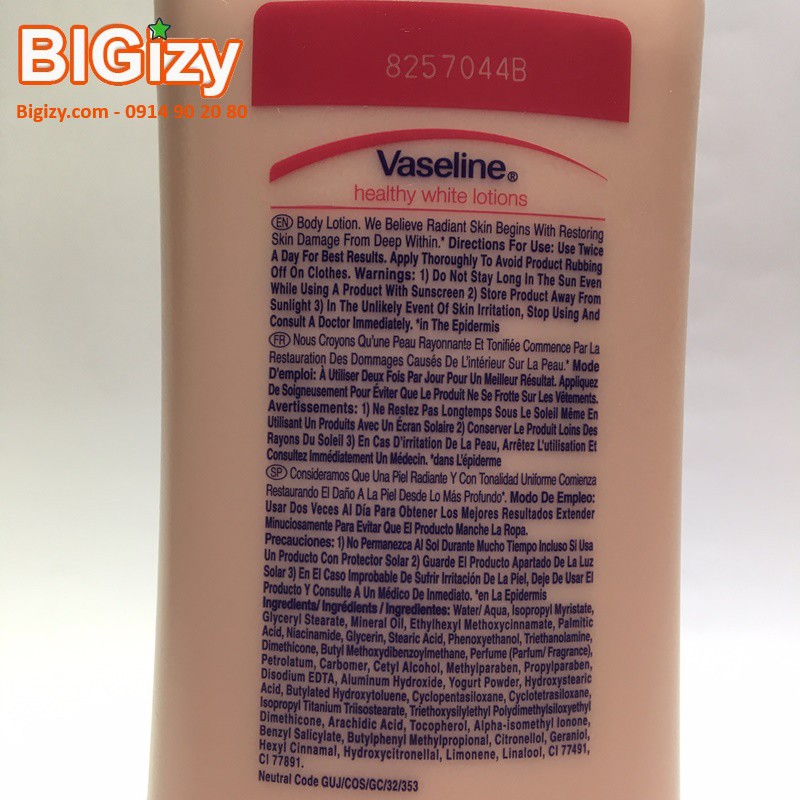 BIGizy
Bigizy.com - 0914 90 20 80
8257044B
Vaseline®
healthy white lotions
EN Body Lotion. We Believe Radiant Skin Begins With Restoring
Skin Damage From Deep Within.* Directions For Use: Use Twice
A Day For Best Results. Apply Thoroughly To Avoid Product Rubbing
Off On Clothes. Warnings: 1) Do Not Stay Long In The Sun Even
While Using A Product With Sunscreen 2) Store Product Away From
Sunlight 3) In The Unlikely Event Of Skin Irritation, Stop Using And
Consult A Doctor Immediately. *in The Epidermis
FR Nous Croyons Qu'une Peau Rayonnante Et Tonifiée Commence Par La
Restauration Des Dommages Causés De L'intérieur Sur La Peau.* Mode
D'emploi: À Utiliser Deux Fois Par Jour Pour Un Meilleur Résultat. Appliquez
De Soigneusement Pour Éviter Que Le Produit Ne Se Frotte Sur Les Vêtements.
Avertissements: 1) Ne Restez Pas Longtemps Sous Le Soleil Même En
Utilisant Un Produits Avec Un Écran Solaire 2) Conserver Le Produit Loins Des
Rayons Du Soleil 3) En Cas D'irritation De La Peau, Arrêtez L'utilisation Et
Consultez Immédiatement Un Médecin. *dans L'épiderme
SP Consideramos Que Una Piel Radiante Y Con Tonalidad Uniforme Comienza
Restaurando El Daño A La Piel Desde Lo Más Profundo*. Modo De Empleo:
Usar Dos Veces Al Día Para Obtener Los Mejores Resultados Extender
Minuciosamente Para Evitar Que El Producto Manche La Ropa.
Precauciones: 1) No Permanezca Al Sol Durante Mucho Tiempo Incluso Si Usa
Un Producto Con Protector Solar 2) Guarde El Producto Apartado De La Luz
Solar 3) En El Caso Improbable De Sufrir Irritación De La Piel, Deje De Usar El
Producto Y Consulte A Un Médico De Inmediato. *en La Epidermis
Ingredients/ Ingrédients / Ingredientes: Water/ Aqua, Isopropyl Myristate,
Glyceryl Stearate, Mineral Oil, Ethylhexyl Methoxycinnamate, Palmitic
Acid, Niacinamide, Glycerin, Stearic Acid, Phenoxyethanol, Triethanolamine,
Dimethicone, Butyl Methoxydibenzoylmethane, Perfume (Parfum/ Fragrance),
Petrolatum, Carbomer, Cetyl Alcohol, Methylparaben, Propylparaben,
Disodium EDTA, Aluminum Hydroxide, Yogurt Powder, Hydroxystearic
Acid, Butylated Hydroxytoluene, Cyclopentasiloxane, Cyclotetrasiloxane,
Isopropyl Titanium Triisostearate, Triethoxysilylethyl Polydimethylsiloxyethyl
Dimethicone, Arachidic Acid, Tocopherol, Alpha-isomethyl Ionone,
Benzyl Salicylate, Butylphenyl Methylpropional, Citronellol, Geraniol,
Hexyl Cinnamal, Hydroxycitronellal, Limonene, Linalool, CI 77491,
CI 77891.
Neutral Code GUJ/COS/GC/32/353